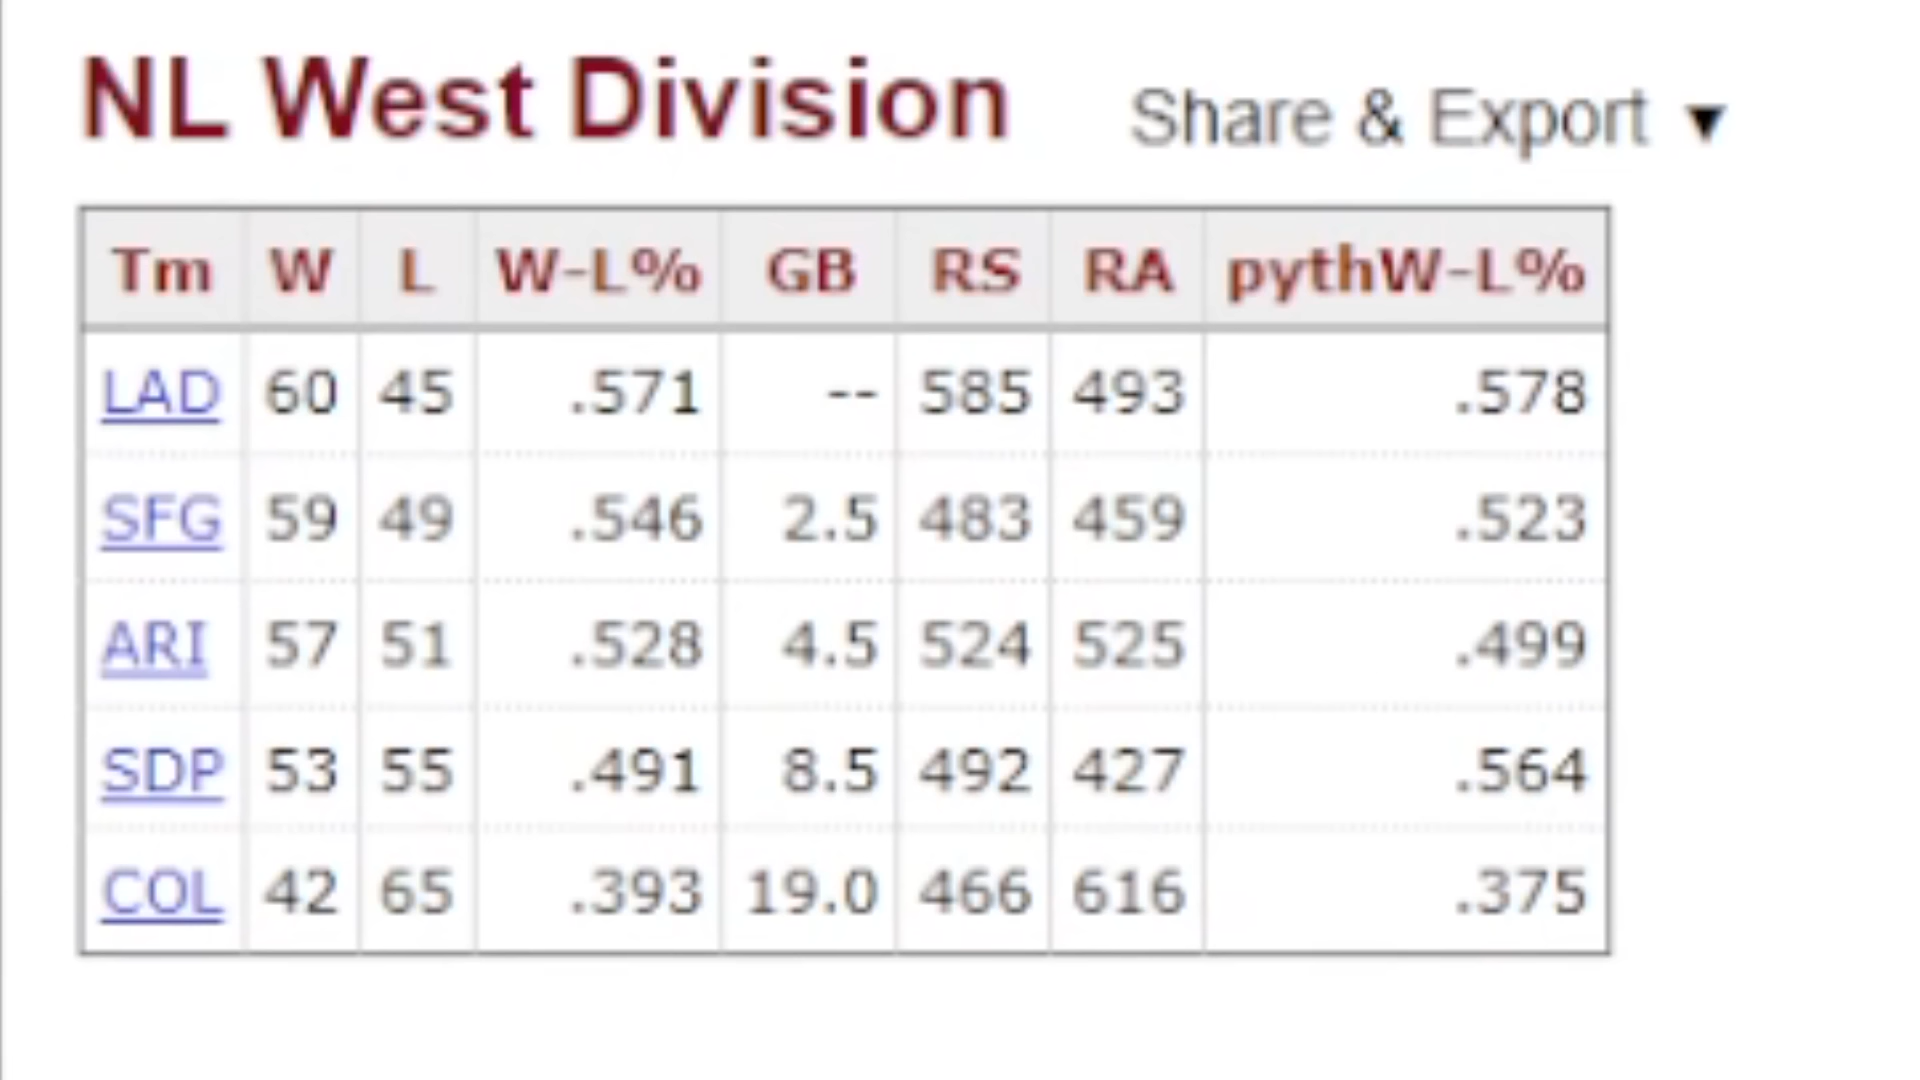 NL West Division Share & Export ▼
Tm W L W-L% GB RS RA pythW-L%
LAD 60 45 .571 -- 585 493 .578
SFG 59 49 .546 2.5 483 459 .523
ARI 57 51 .528 4.5 524 525 .499
SDP 53 55 .491 8.5 492 427 .564
COL 42 65 .393 19.0 466 616 .375